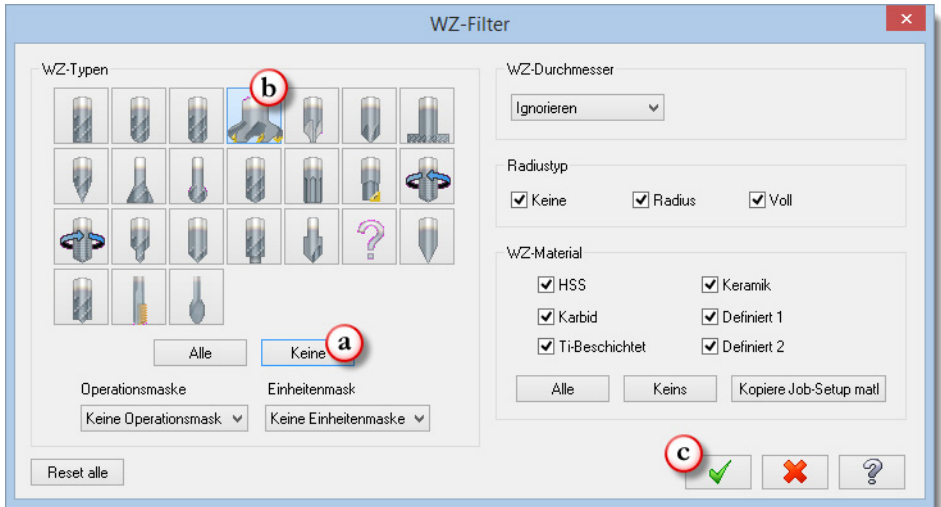 WZ-Filter
WZ-Typen
b
Alle
Keine
a
Operationsmaske
Einheitenmask
Keine Operationsmask
Keine Einheitenmaske
Reset alle
WZ-Durchmesser
Ignorieren
Radiustyp
Keine
Radius
Voll
WZ-Material
HSS
Keramik
Karbid
Definiert 1
Ti-Beschichtet
Definiert 2
Alle
Keins
Kopiere Job-Setup matl
c